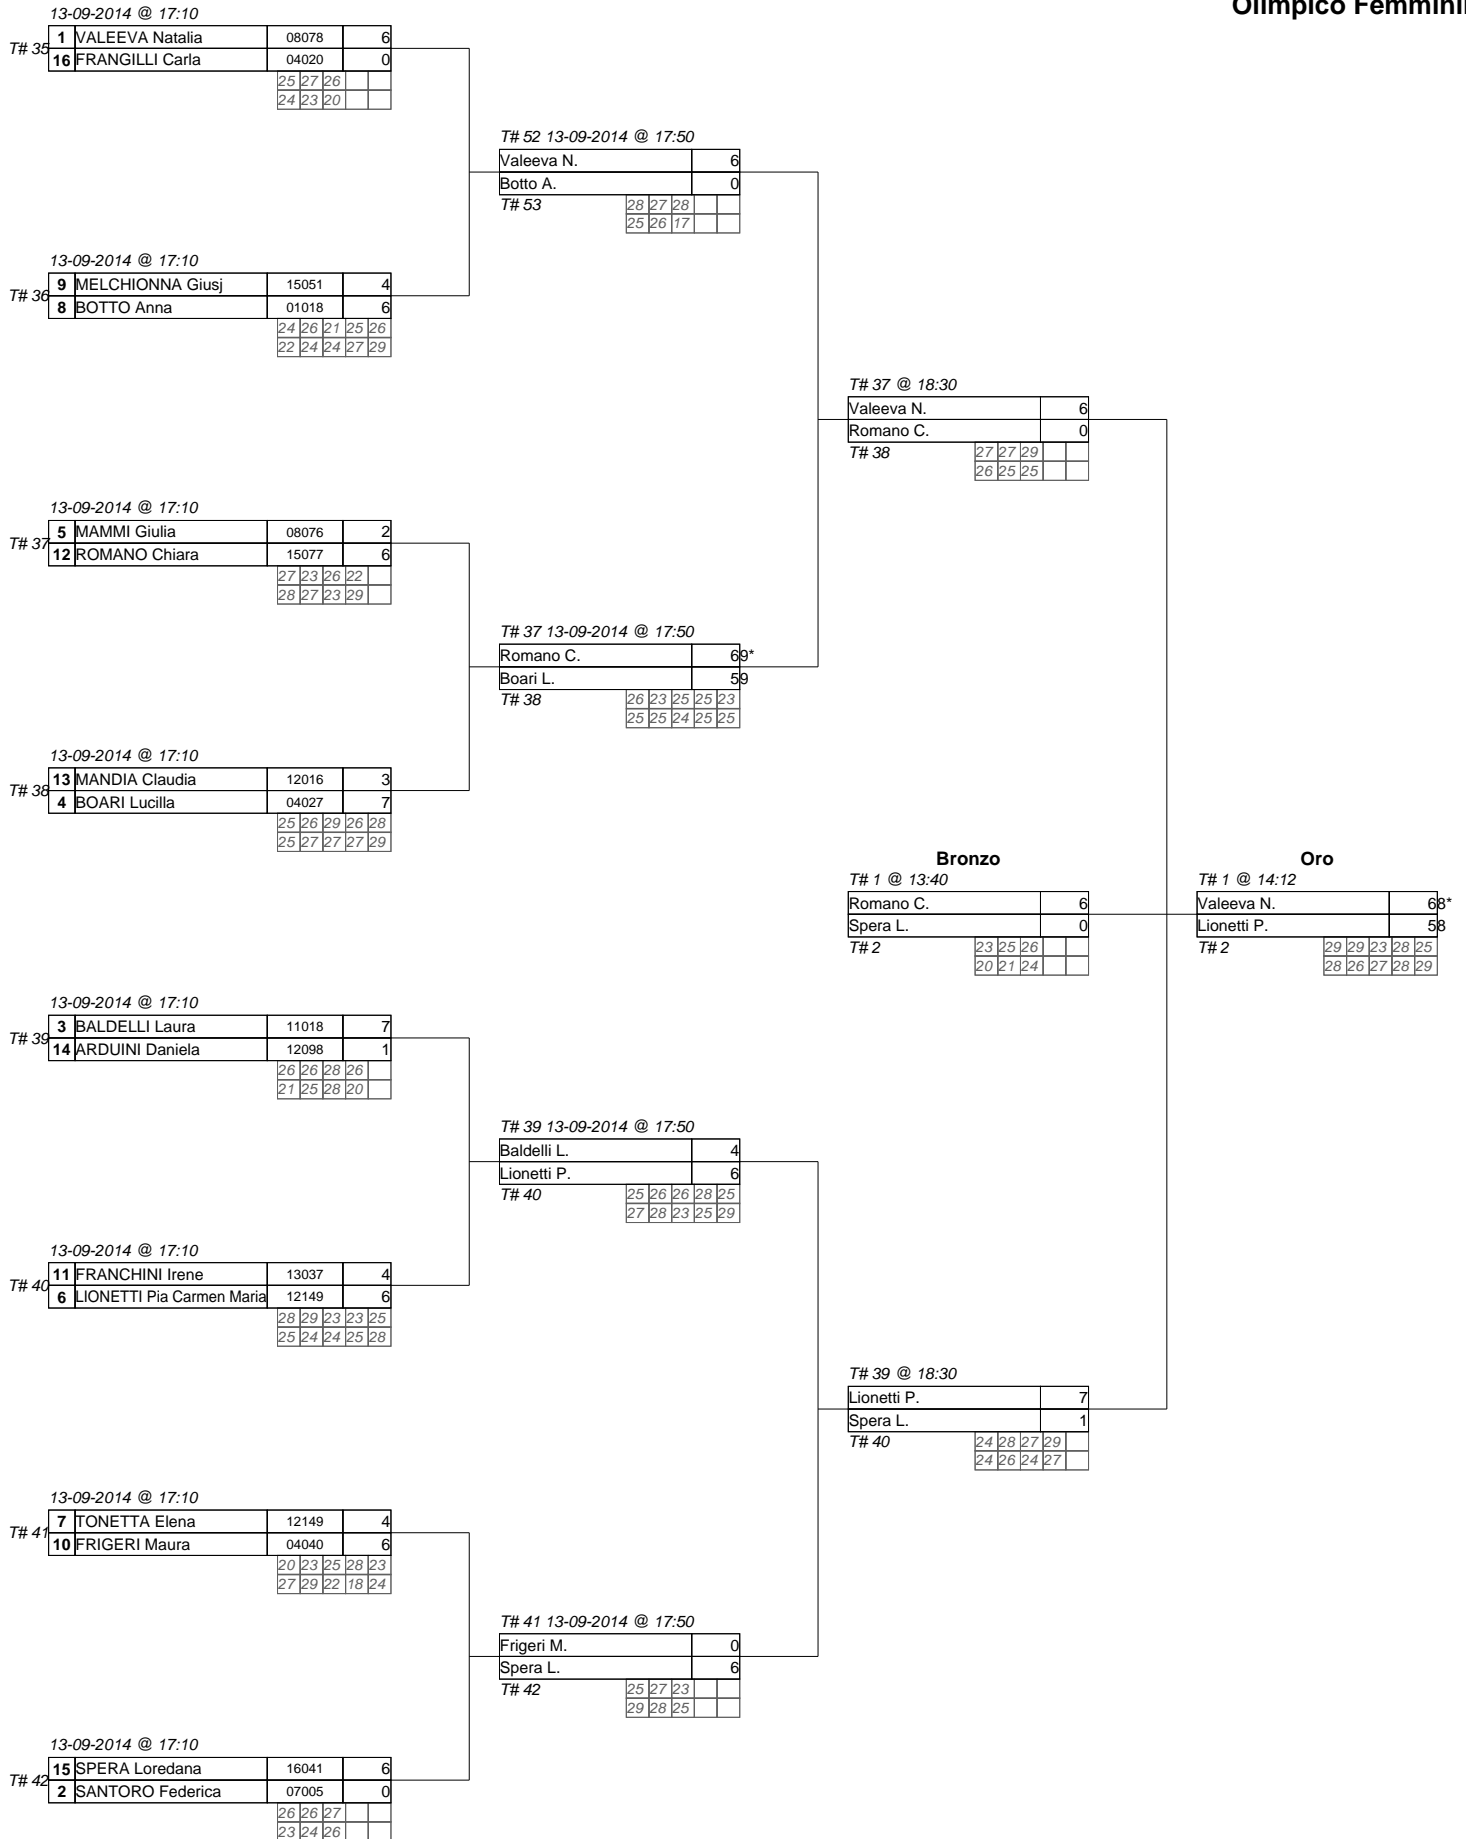 Olimpico Femminil
13-09-2014 @ 17:10
T# 35
1 VALEEVA Natalia 08078 6
16 FRANGILLI Carla 04020 0
25 27 26
24 23 20
T# 52 13-09-2014 @ 17:50
Valeeva N. 6
Botto A. 0
T# 53
28 27 28
25 26 17
13-09-2014 @ 17:10
T# 36
9 MELCHIONNA Giusj 15051 4
8 BOTTO Anna 01018 6
24 26 21 25 26
22 24 24 27 29
T# 37 @ 18:30
Valeeva N. 6
Romano C. 0
T# 38
27 27 29
26 25 25
13-09-2014 @ 17:10
T# 37
5 MAMMI Giulia 08076 2
12 ROMANO Chiara 15077 6
27 23 26 22
28 27 23 29
T# 37 13-09-2014 @ 17:50
Romano C. 69*
Boari L. 59
T# 38
26 23 25 25 23
25 25 24 25 25
13-09-2014 @ 17:10
T# 38
13 MANDIA Claudia 12016 3
4 BOARI Lucilla 04027 7
25 26 29 26 28
25 27 27 27 29
Bronzo
T# 1 @ 13:40
Romano C. 6
Spera L. 0
T# 2
23 25 26
20 21 24
Oro
T# 1 @ 14:12
Valeeva N. 68*
Lionetti P. 58
T# 2
29 29 23 28 25
28 26 27 28 29
13-09-2014 @ 17:10
T# 39
3 BALDELLI Laura 11018 7
14 ARDUINI Daniela 12098 1
26 26 28 26
21 25 28 20
T# 39 13-09-2014 @ 17:50
Baldelli L. 4
Lionetti P. 6
T# 40
25 26 26 28 25
27 28 23 25 29
13-09-2014 @ 17:10
T# 40
11 FRANCHINI Irene 13037 4
6 LIONETTI Pia Carmen Maria 12149 6
28 29 23 23 25
25 24 24 25 28
T# 39 @ 18:30
Lionetti P. 7
Spera L. 1
T# 40
24 28 27 29
24 26 24 27
13-09-2014 @ 17:10
T# 41
7 TONETTA Elena 12149 4
10 FRIGERI Maura 04040 6
20 23 25 28 23
27 29 22 18 24
T# 41 13-09-2014 @ 17:50
Frigeri M. 0
Spera L. 6
T# 42
25 27 23
29 28 25
13-09-2014 @ 17:10
T# 42
15 SPERA Loredana 16041 6
2 SANTORO Federica 07005 0
26 26 27
23 24 26